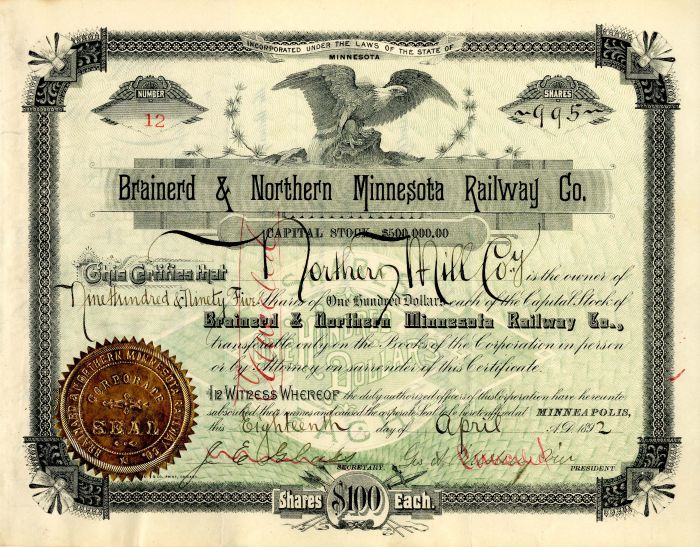 INCORPORATED UNDER THE LAWS OF THE STATE OF
MINNESOTA
NUMBER
12
SHARES
995
Brainerd & Northern Minnesota Railway Co.
CAPITAL STOCK $500,000.00
This Certifies that Northern Mill Coy is the owner of
Nine Hundred & Ninety Five Shares of One Hundred Dollars each of the Capital Stock of
Brainerd & Northern Minnesota Railway Co.,
transferable only on the Books of the Corporation in person
or by Attorney on surrender of this Certificate.
In Witness Whereof the duly authorized officers of this Corporation have hereunto
subscribed their names and caused the corporate Seal to be hereto affixed at MINNEAPOLIS,
this Eighteenth day of April A.D. 1892
SECRETARY.
PRESIDENT.
BRAINERD & NORTHERN MINNESOTA RAILWAY CO.
CORPORATE
SEAL
Shares $100 Each.